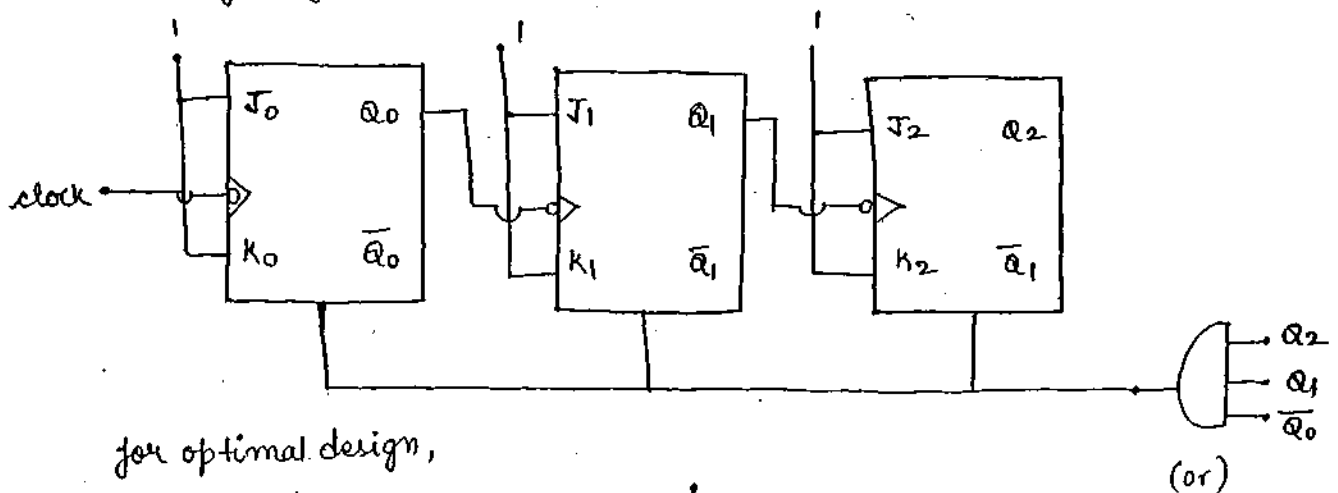 1 1 1
J0 Q0 J1 Q1 J2 Q2
clock
K0 Q̅0 K1 Q̅1 K2 Q̅1
Q2
Q1
Q̅0
for optimal design,
(or)